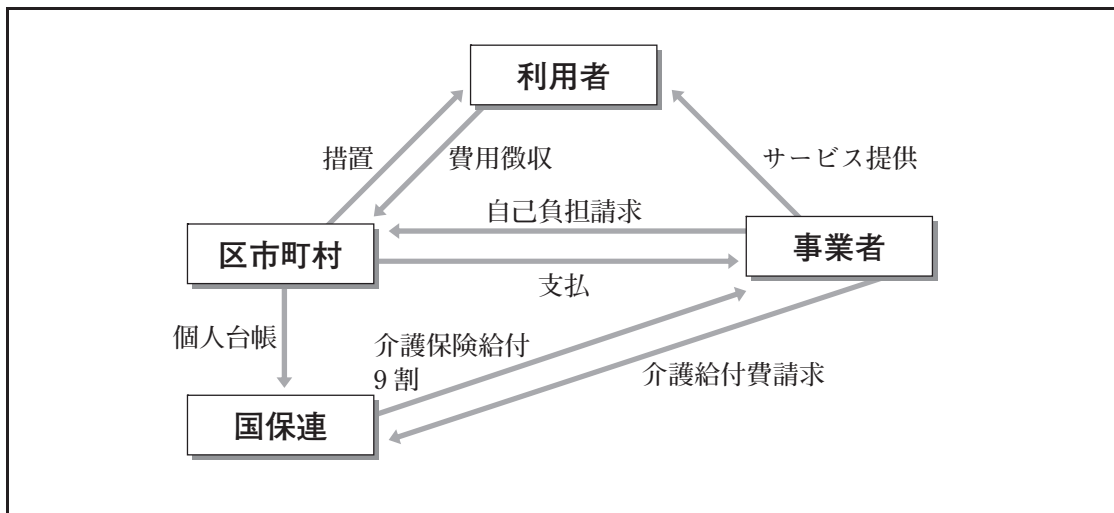 利用者
措置
費用徴収
サービス提供
自己負担請求
区市町村
事業者
支払
個人台帳
介護保険給付
9割
介護給付費請求
国保連